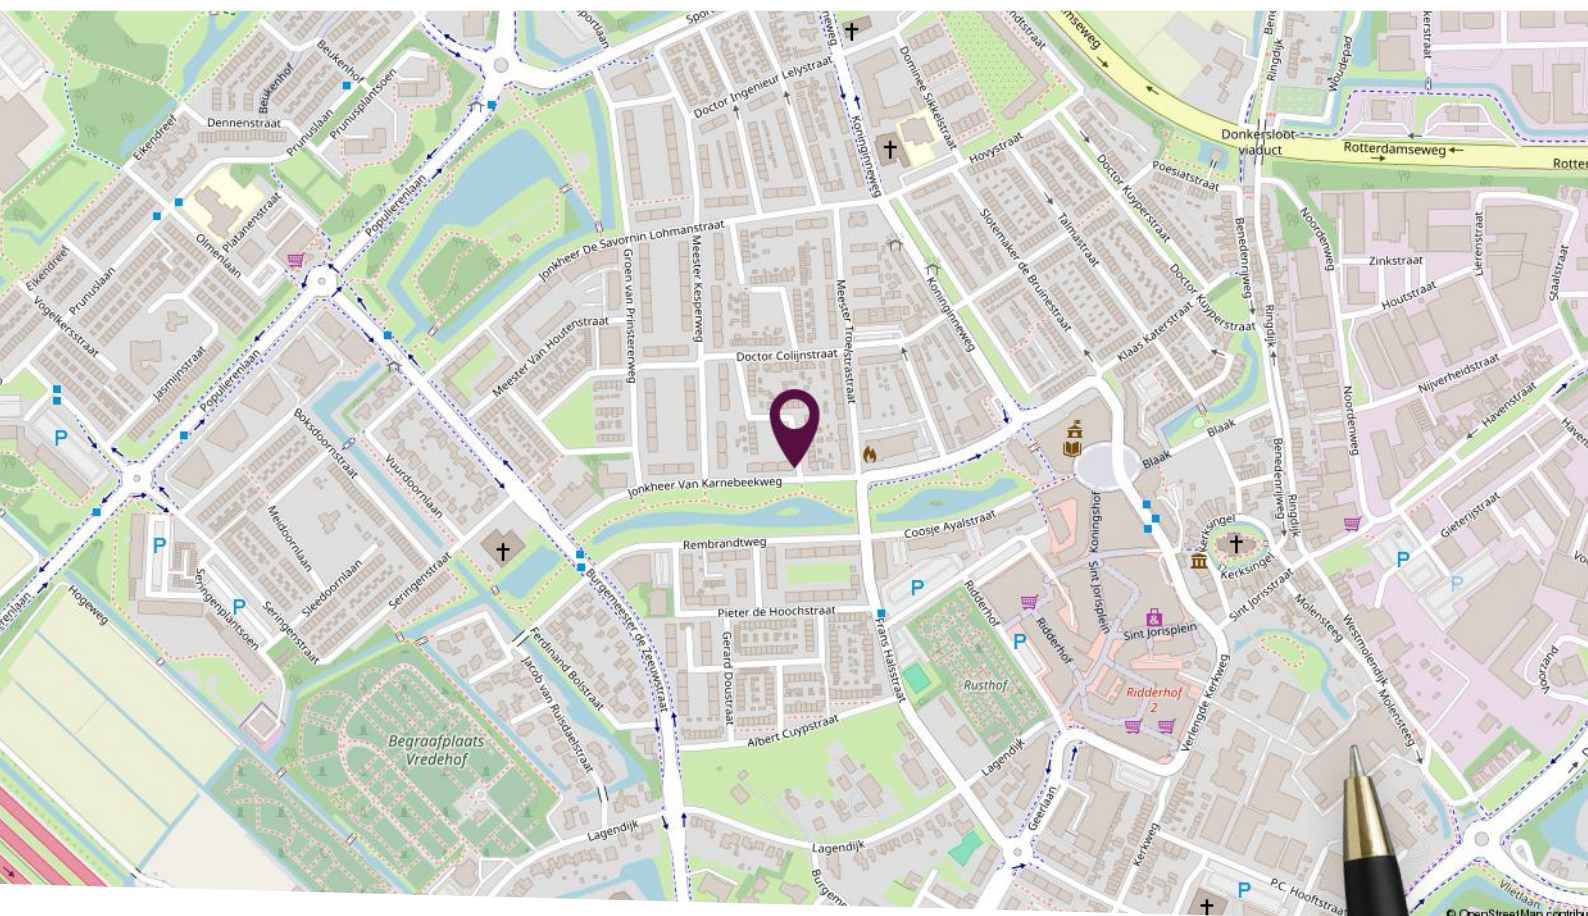 Sportlaan
Beukenhof
Beukenhof
Prunusplantsoen
Dennenstraat
Prunuslaan
Eikendreef
Populierenlaan
Platanenstraat
Olmenlaan
Eikendreef
Prunuslaan
Vogelkersstraat
Jasmijnstraat
Populierenlaan
Doctor Ingenieur Lelystraat
Dominee Sikkelstraat
Koninginneweg
Hovystraat
Donkersloot-
viaduct
Rotterdamseweg
Ringdijk
Woudepad
Poesiatstraat
Doctor Kuyperstraat
Talmastraat
Slotemaker de Bruïnestraat
Jonkheer De Savornin Lohmanstraat
Groen van Prinstererweg
Meester Kesperweg
Meester Van Houtenstraat
Meester Troelstrastraat
Doctor Colijnstraat
Koninginneweg
Doctor Kuyperstraat
Klaas Katerstraat
Benedenrijweg
Ringdijk
Noordenweg
Zinkstraat
Houtstraat
Lierenstraat
Staalstraat
Nijverheidstraat
Havenstraat
Noordenweg
Blaak
Blaak
Benedenrijweg
Ringdijk
Gieterijstraat
P
P
P
Boksdoornstraat
Vuurdoornlaan
Meidoornlaan
Sleedoornlaan
Seringenstraat
Seringenstraat
Seringenplantsoen
Hogeweg
Jonkheer Van Karnebeekweg
Rembrandtweg
Coosje Ayalstraat
Pieter de Hoochstraat
Gerard Doustraat
Albert Cuypstraat
Frans Halsstraat
Burgemeester de Zeeuwstraat
Ferdinand Bolstraat
Jacob van Ruisdaelstraat
Begraafplaats
Vredehof
Lagendijk
Lagendijk
Lagendijk
Rusthof
Ridderhof
Ridderhof
Ridderhof
2
P
P
Koningshof
Sint Jorisplein
Sint Jorisplein
Kerksingel
Kerksingel
Sint Jorisstraat
Molensteeg
Westmolendijk
Molensteeg
Verlengde Kerkweg
Kerkweg
Geerlaan
P.C. Hooftstraat
Voorzand
Vlietlaan
P
P
P
© OpenStreetMap contribu